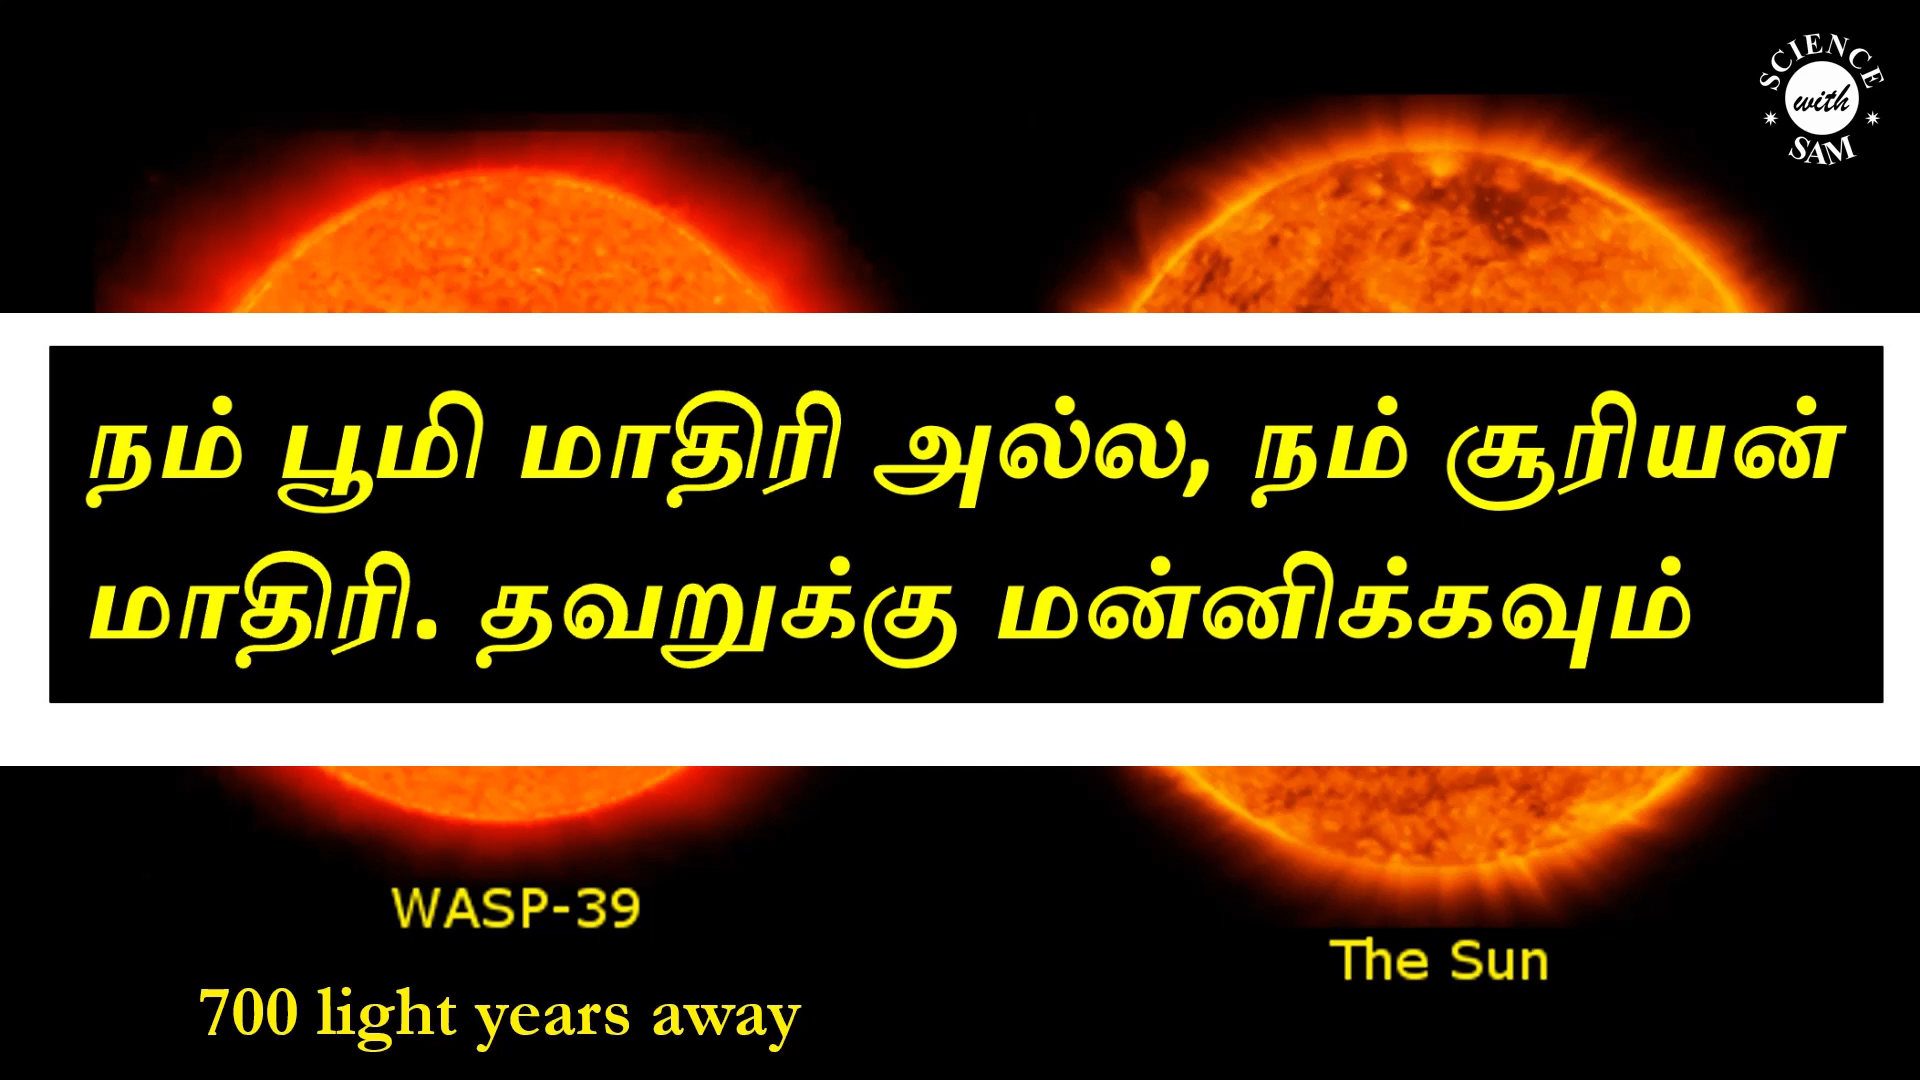 SCIENCE
with
SAM
நம் பூமி மாதிரி அல்ல, நம் சூரியன்
மாதிரி. தவறுக்கு மன்னிக்கவும்
WASP-39
The Sun
700 light years away